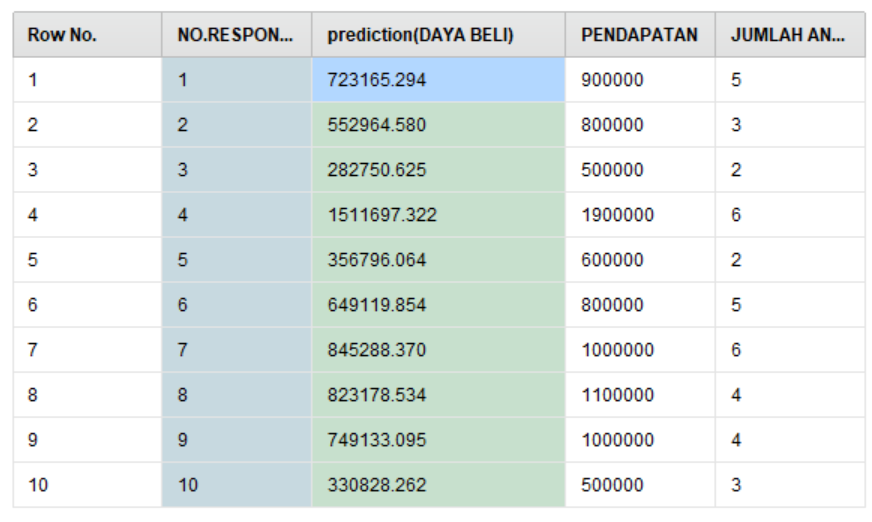 Row No. NO.RESPON... prediction(DAYA BELI) PENDAPATAN JUMLAH AN...
1 1 723165.294 900000 5
2 2 552964.580 800000 3
3 3 282750.625 500000 2
4 4 1511697.322 1900000 6
5 5 356796.064 600000 2
6 6 649119.854 800000 5
7 7 845288.370 1000000 6
8 8 823178.534 1100000 4
9 9 749133.095 1000000 4
10 10 330828.262 500000 3